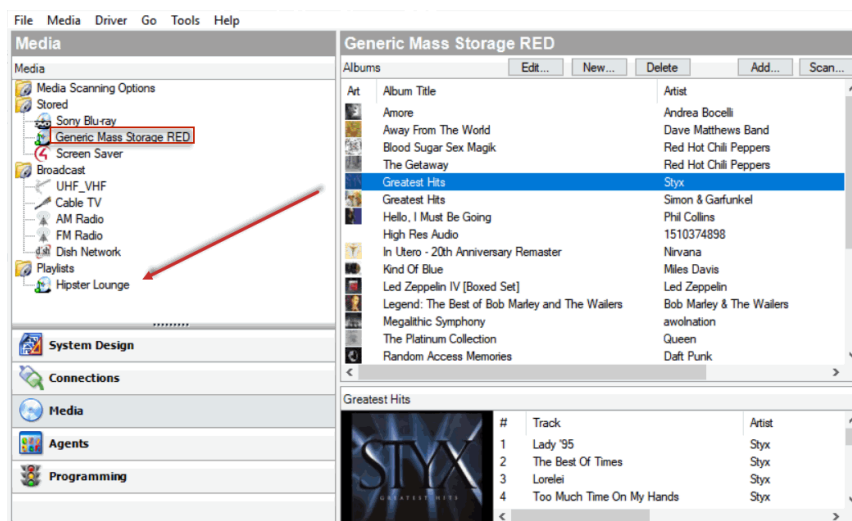 File Media Driver Go Tools Help
Media
Media
Media Scanning Options
Stored
Sony Blu-ray
Generic Mass Storage RED
Screen Saver
Broadcast
UHF_VHF
Cable TV
AM Radio
FM Radio
dish Dish Network
Playlists
Hipster Lounge
System Design
Connections
Media
Agents
Programming
Generic Mass Storage RED
Albums Edit... New... Delete Add... Scan...
Art Album Title Artist
Amore Andrea Bocelli
Away From The World Dave Matthews Band
Blood Sugar Sex Magik Red Hot Chili Peppers
The Getaway Red Hot Chili Peppers
Greatest Hits Styx
Greatest Hits Simon & Garfunkel
Hello, I Must Be Going Phil Collins
High Res Audio 1510374898
In Utero - 20th Anniversary Remaster Nirvana
Kind Of Blue Miles Davis
Led Zeppelin IV [Boxed Set] Led Zeppelin
Legend: The Best of Bob Marley and The Wailers Bob Marley & The Wailers
Megalithic Symphony awolnation
The Platinum Collection Queen
Random Access Memories Daft Punk
Greatest Hits
STYX
GREATEST HITS
# Track Artist
1 Lady '95 Styx
2 The Best Of Times Styx
3 Lorelei Styx
4 Too Much Time On My Hands Styx